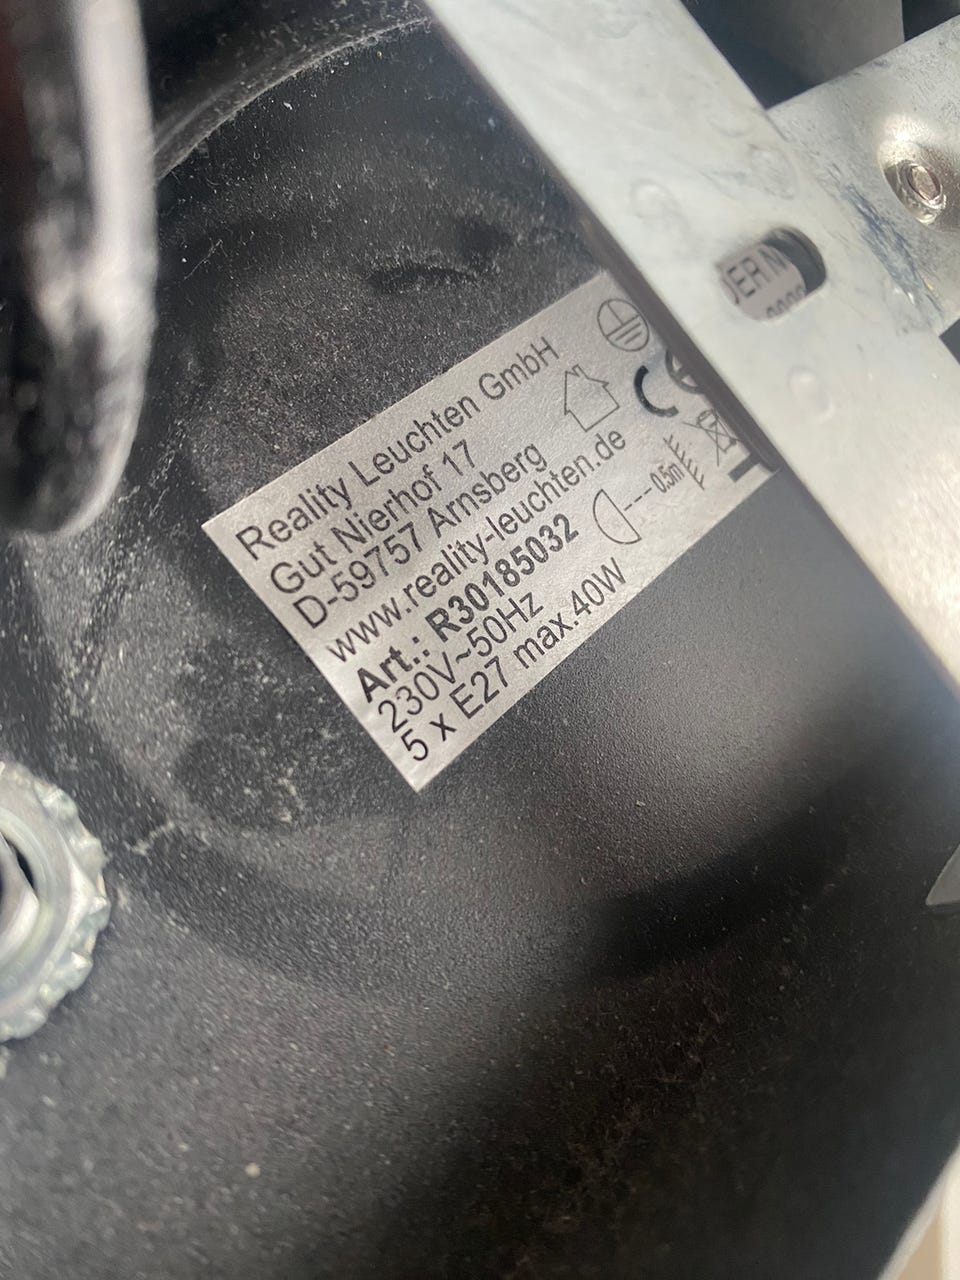 Reality Leuchten GmbH
Gut Nierhof 17
D-59757 Arnsberg
www.reality-leuchten.de
Art.: R30185032
230V~50Hz
5 x E27 max.40W
0.5m
CE